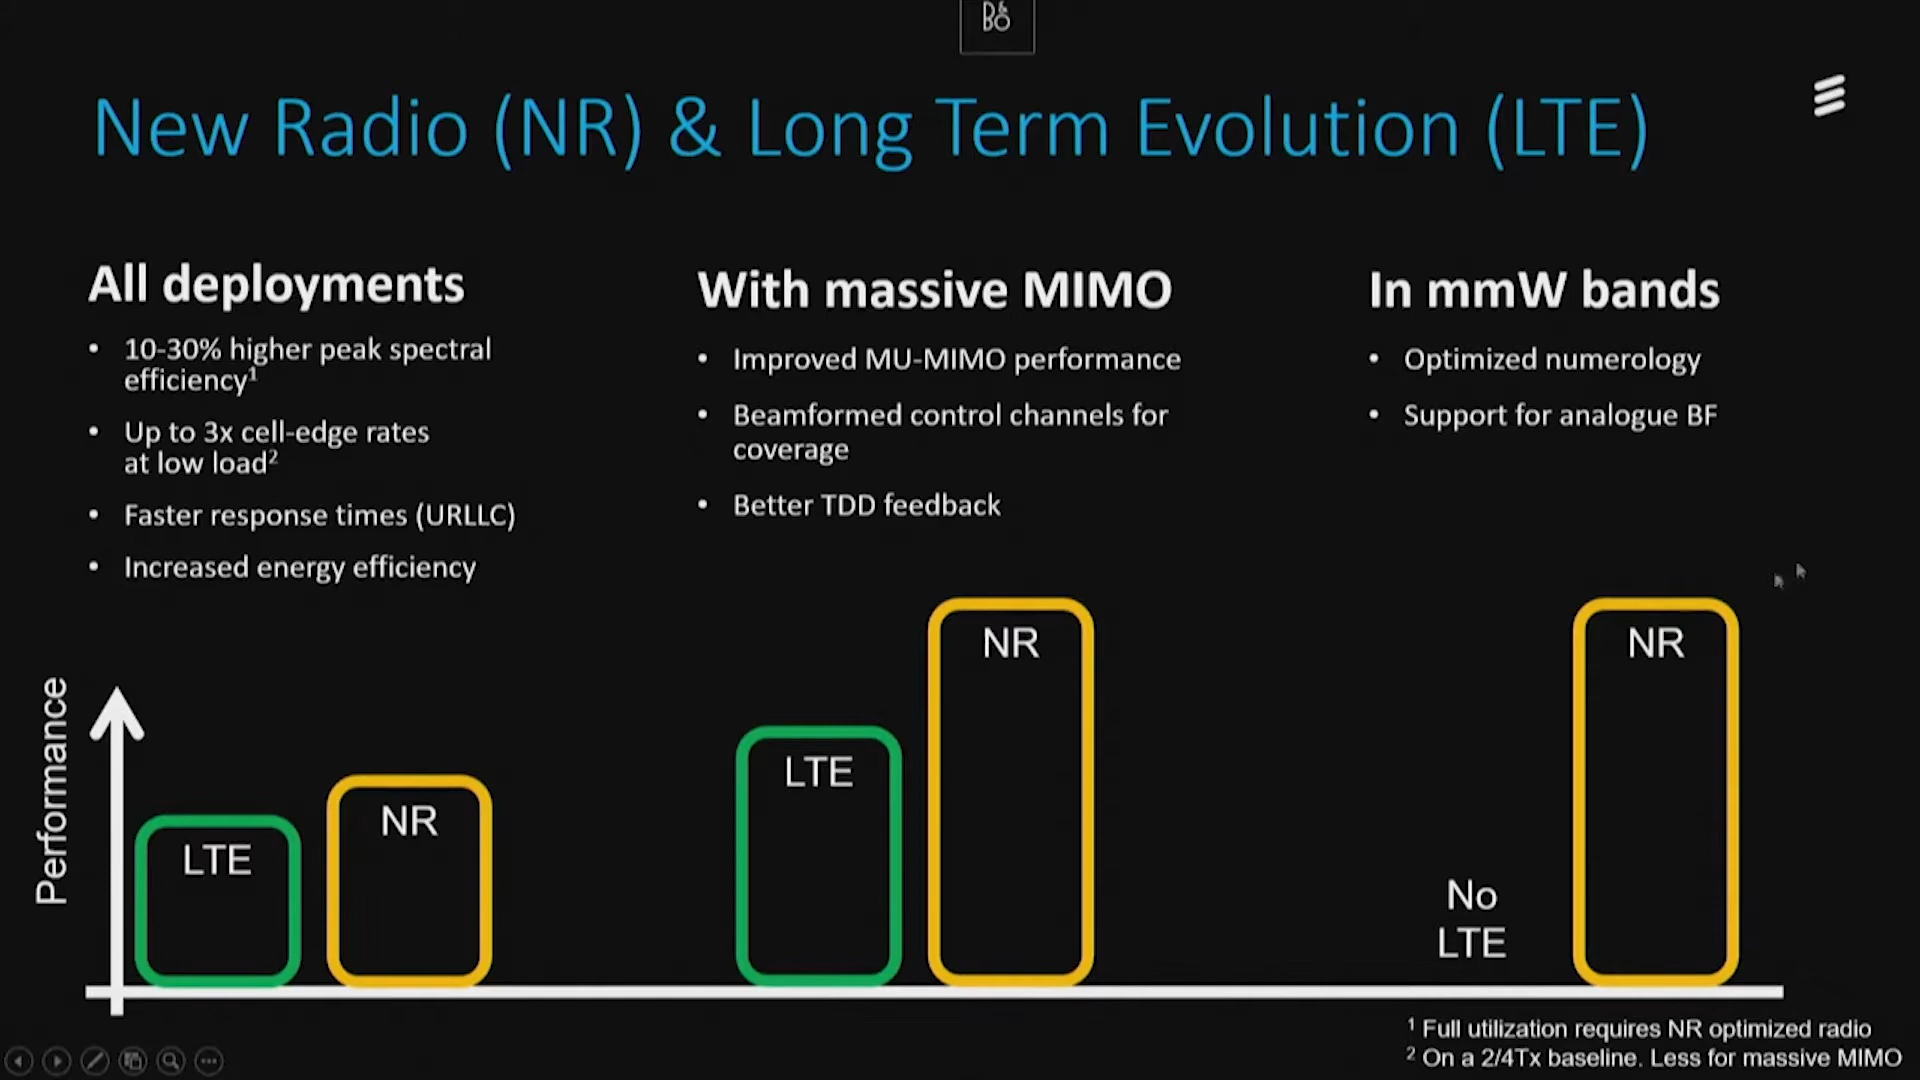 B&O
New Radio (NR) & Long Term Evolution (LTE)
All deployments
• 10-30% higher peak spectral
efficiency¹
• Up to 3x cell-edge rates
at low load²
• Faster response times (URLLC)
• Increased energy efficiency
With massive MIMO
• Improved MU-MIMO performance
• Beamformed control channels for
coverage
• Better TDD feedback
In mmW bands
• Optimized numerology
• Support for analogue BF
Performance
LTE
NR
LTE
NR
No
LTE
NR
¹ Full utilization requires NR optimized radio
² On a 2/4Tx baseline. Less for massive MIMO